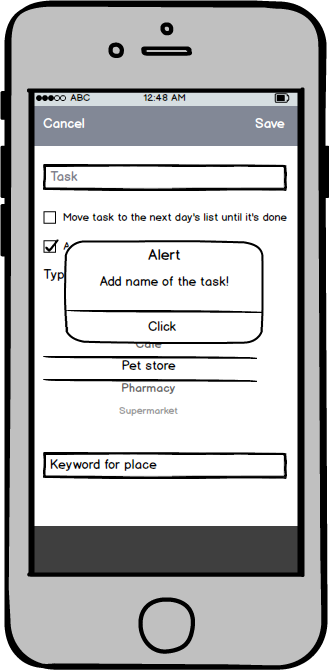 ABC 12:48 AM
Cancel Save
Task
Move task to the next day's list until it's done
Alert
Add name of the task!
Click
Cafe
Pet store
Pharmacy
Supermarket
Keyword for place